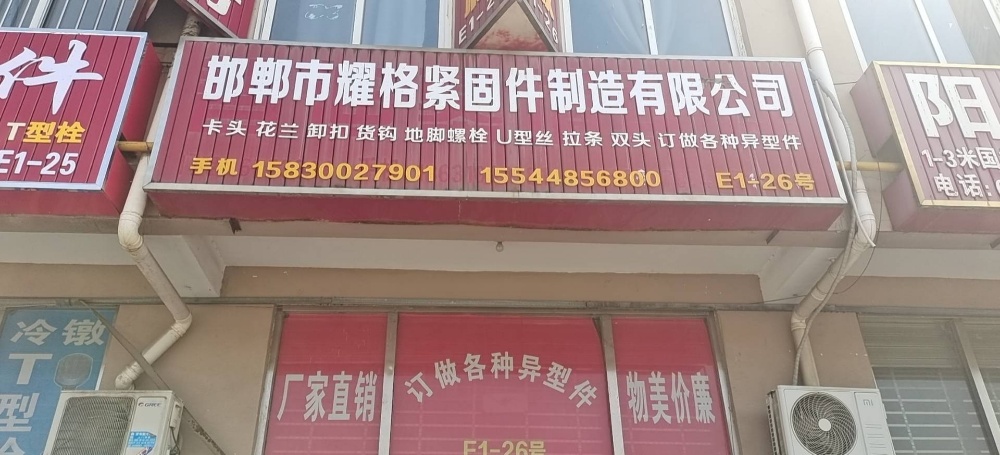 件
T型栓
E1-25
E1-26
邯郸市耀格紧固件制造有限公司
卡头 花兰 卸扣 货钩 地脚螺栓 U型丝 拉条 双头 订做各种异型件
手机 15830027901 15544856800 E1-26号
阳
1-3米国
电话:
冷镦
T型
厂家直销
订做各种异型件
物美价廉
E1-26号